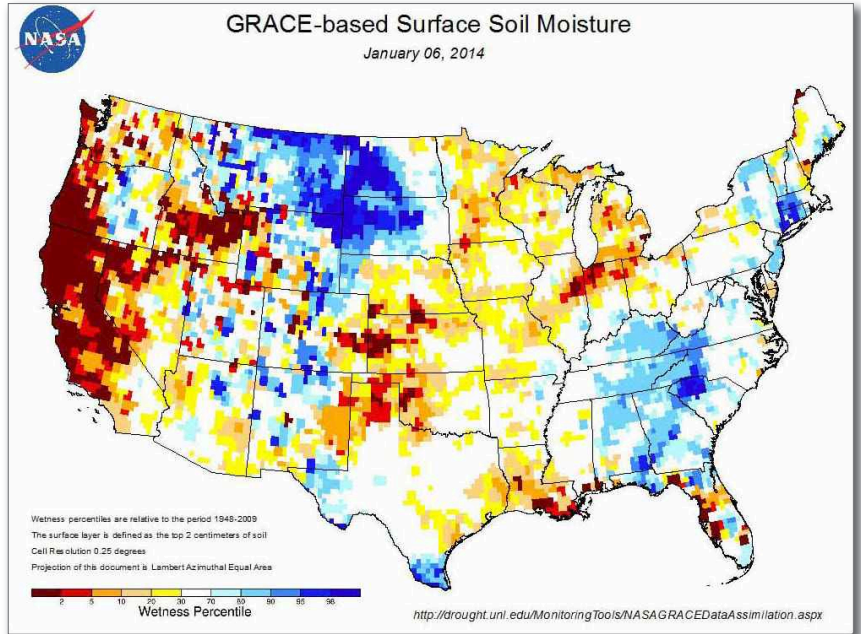 NASA
GRACE-based Surface Soil Moisture
January 06, 2014
Wetness percentiles are relative to the period 1948-2009
The surface layer is defined as the top 2 centimeters of soil
Cell Resolution 0.25 degrees
Projection of this document is Lambert Azimuthal Equal Area
2 5 10 20 30 70 80 90 95 98
Wetness Percentile
http://drought.unl.edu/MonitoringTools/NASAGRACEDataAssimilation.aspx